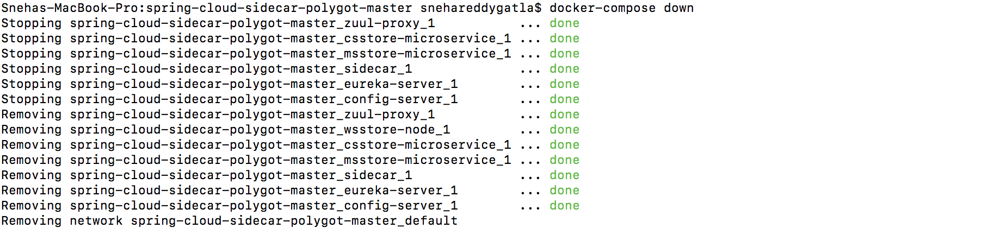 Snehas-MacBook-Pro:spring-cloud-sidecar-polygot-master snehareddygatla$ docker-compose down
Stopping spring-cloud-sidecar-polygot-master_zuul-proxy_1           ... done
Stopping spring-cloud-sidecar-polygot-master_csstore-microservice_1 ... done
Stopping spring-cloud-sidecar-polygot-master_msstore-microservice_1 ... done
Stopping spring-cloud-sidecar-polygot-master_sidecar_1              ... done
Stopping spring-cloud-sidecar-polygot-master_eureka-server_1        ... done
Stopping spring-cloud-sidecar-polygot-master_config-server_1        ... done
Removing spring-cloud-sidecar-polygot-master_zuul-proxy_1           ... done
Removing spring-cloud-sidecar-polygot-master_wsstore-node_1         ... done
Removing spring-cloud-sidecar-polygot-master_csstore-microservice_1 ... done
Removing spring-cloud-sidecar-polygot-master_msstore-microservice_1 ... done
Removing spring-cloud-sidecar-polygot-master_sidecar_1              ... done
Removing spring-cloud-sidecar-polygot-master_eureka-server_1        ... done
Removing spring-cloud-sidecar-polygot-master_config-server_1        ... done
Removing network spring-cloud-sidecar-polygot-master_default